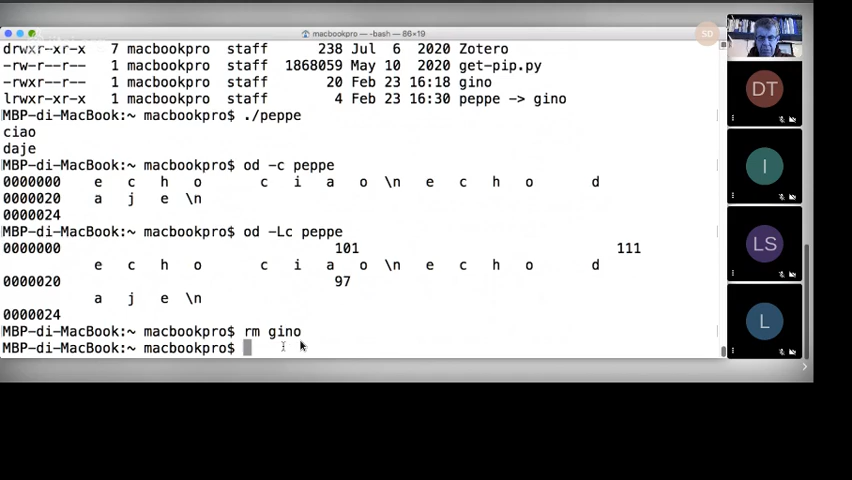 macbookpro — -bash — 86×19
SD
drwxr-xr-x 7 macbookpro staff 238 Jul 6 2020 Zotero
-rw-r--r-- 1 macbookpro staff 1868059 May 10 2020 get-pip.py
-rwxr-xr-x 1 macbookpro staff 20 Feb 23 16:18 gino
lrwxr-xr-x 1 macbookpro staff 4 Feb 23 16:30 peppe -> gino
MBP-di-MacBook:~ macbookpro$ ./peppe
ciao
daje
MBP-di-MacBook:~ macbookpro$ od -c peppe
0000000 e c h o c i a o \n e c h o d
0000020 a j e \n
0000024
MBP-di-MacBook:~ macbookpro$ od -Lc peppe
0000000 101 111
e c h o c i a o \n e c h o d
0000020 97
a j e \n
0000024
MBP-di-MacBook:~ macbookpro$ rm gino
MBP-di-MacBook:~ macbookpro$
DT
I
LS
L